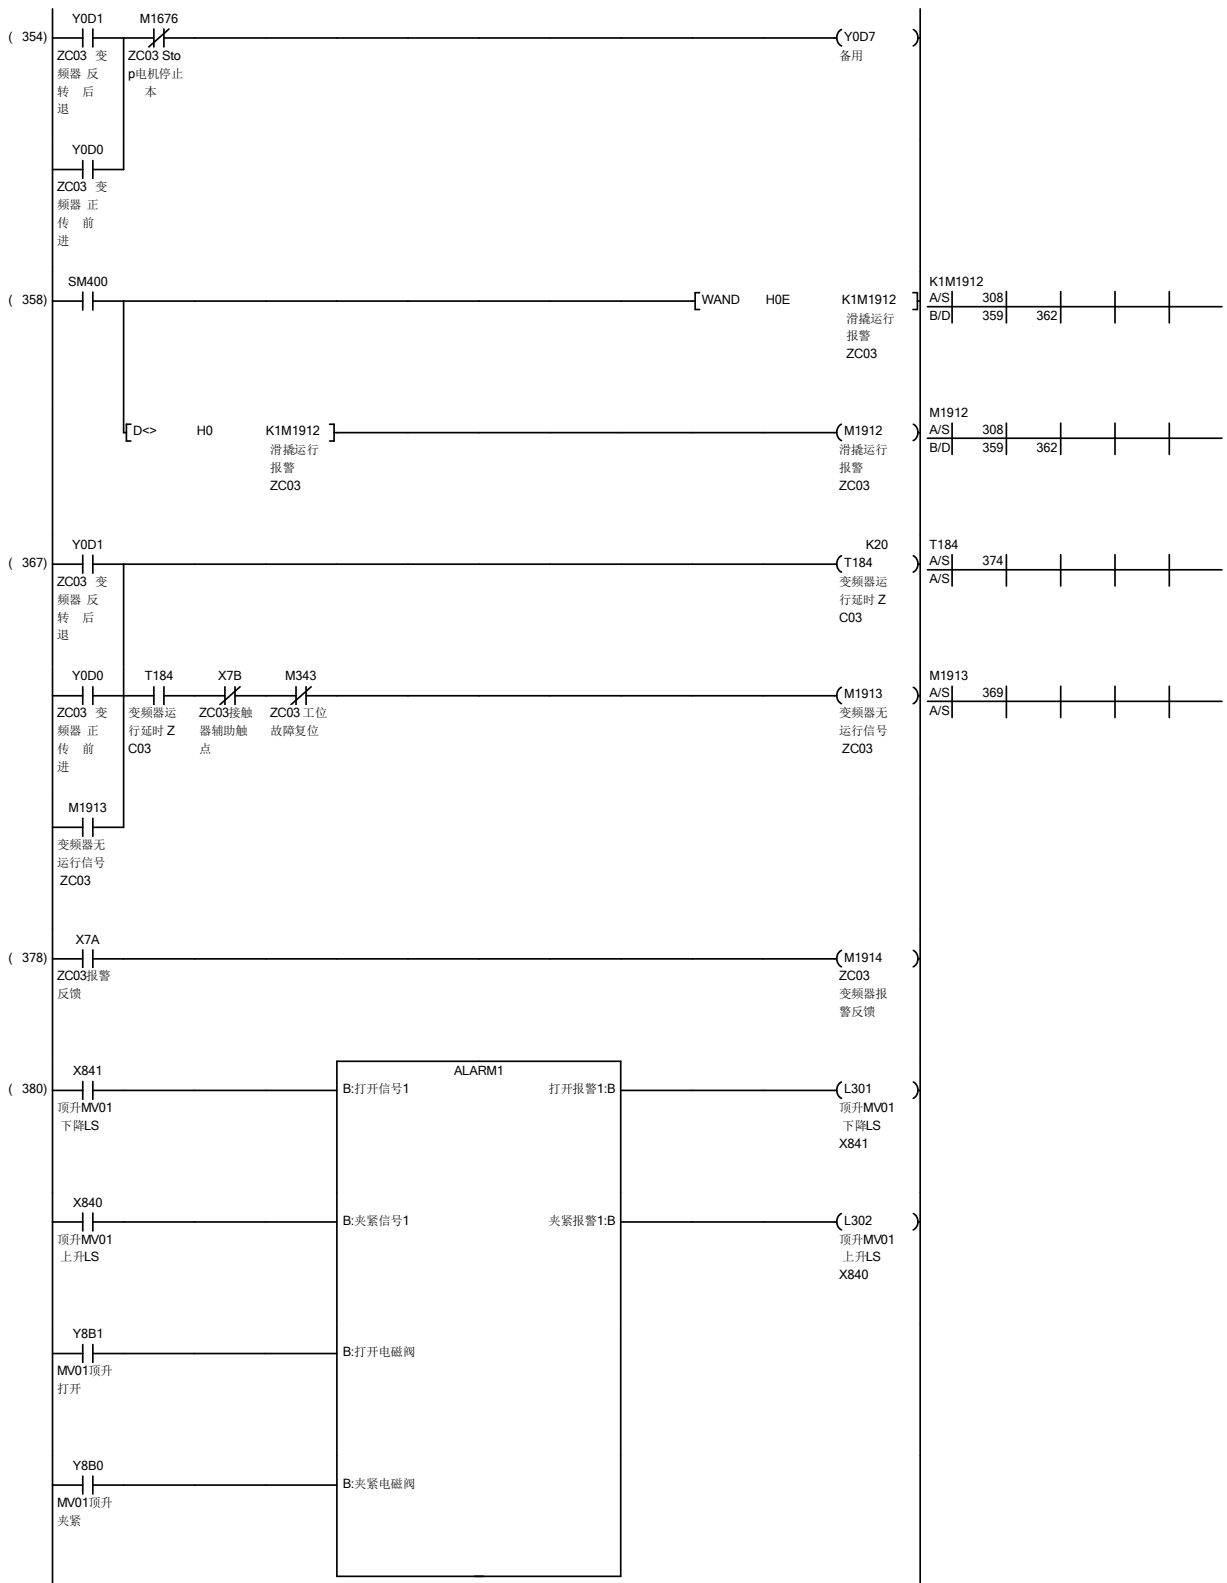 Y0D1 M1676
( 354) Y0D7
ZC03 变 ZC03 Sto 备用
频器 反 p电机停止
转 后 本
退
Y0D0
ZC03 变
频器 正
传 前
进
SM400 K1M1912
( 358) WAND H0E K1M1912 A/S 308
滑撬运行 B/D 359 362
报警
ZC03
M1912
D<> H0 K1M1912 M1912 A/S 308
滑撬运行 滑撬运行 B/D 359 362
报警 报警
ZC03 ZC03
Y0D1 K20 T184
( 367) T184 A/S 374
ZC03 变 变频器运 A/S
频器 反 行延时 Z
转 后 C03
退
Y0D0 T184 X7B M343 M1913
M1913 A/S 369
ZC03 变 变频器运 ZC03接触 ZC03 工位 变频器无 A/S
频器 正 行延时 Z 器辅助触 故障复位 运行信号
传 前 C03 点 ZC03
进
M1913
变频器无
运行信号
ZC03
X7A
( 378) M1914
ZC03报警 ZC03
反馈 变频器报
警反馈
X841 ALARM1
( 380) B:打开信号1 打开报警1:B L301
顶升MV01 顶升MV01
下降LS 下降LS
X841
X840
B:夹紧信号1 夹紧报警1:B L302
顶升MV01 顶升MV01
上升LS 上升LS
X840
Y8B1
B:打开电磁阀
MV01顶升
打开
Y8B0
B:夹紧电磁阀
MV01顶升
夹紧